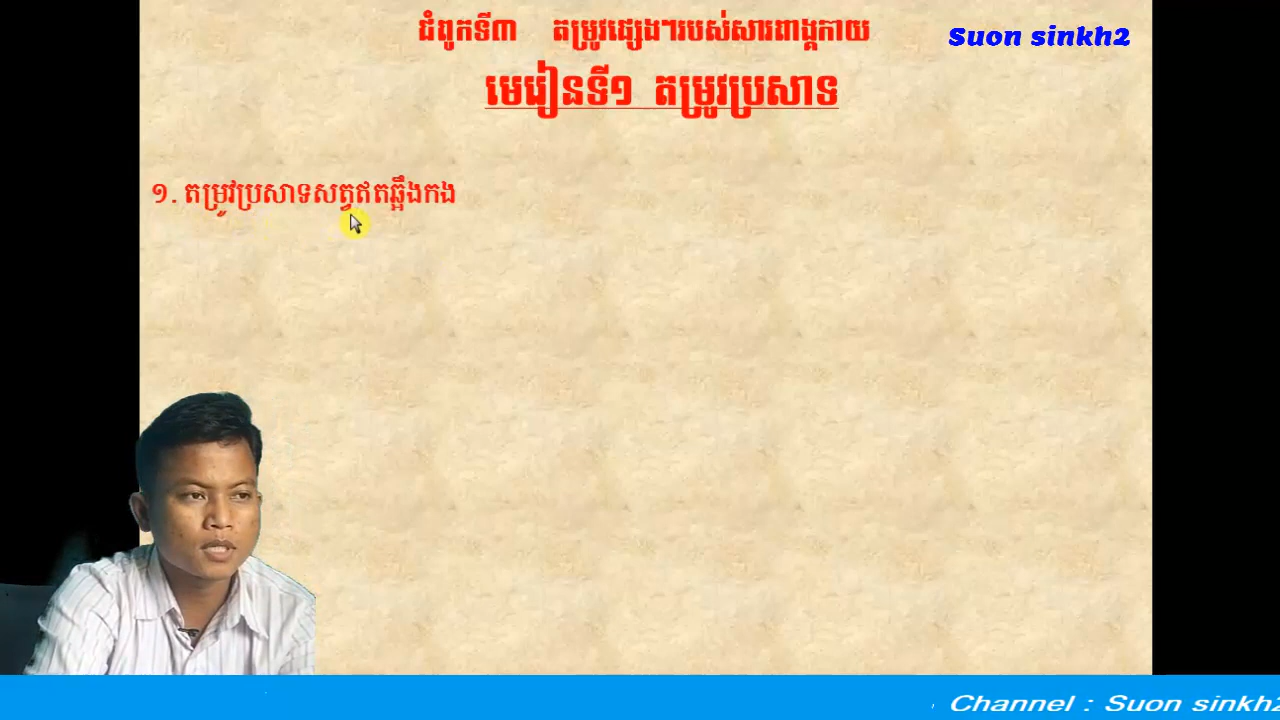 ជំពូកទី៣ តម្រូវផ្សេងៗរបស់សារពាង្គកាយ
Suon sinkh2
មេរៀនទី១ តម្រូវប្រសាទ
១. តម្រូវប្រសាទសត្វឥតឆ្អឹងកង
Channel : Suon sinkh2